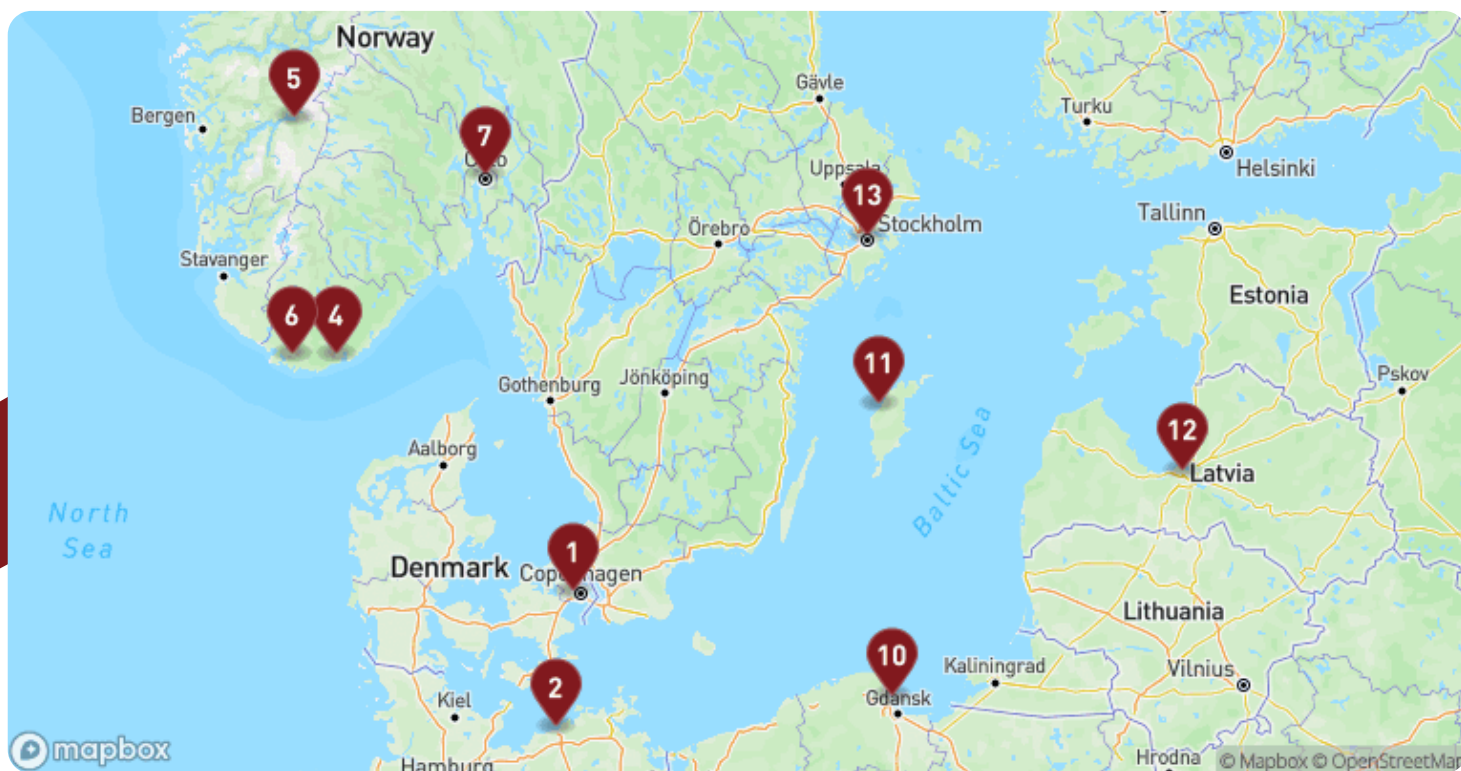 Norway
5
Gävle
Bergen
Turku
7
Helsinki
13
Tallinn
Stockholm
Örebro
Stavanger
Estonia
6
4
11
Gothenburg
Jönköping
Pskov
12
Aalborg
Latvia
Baltic Sea
North
Sea
1
Denmark
Lithuania
10
Kaliningrad
Vilnius
2
Gdansk
Kiel
mapbox
Hrodna
© Mapbox © OpenStreetMap
Hamburg